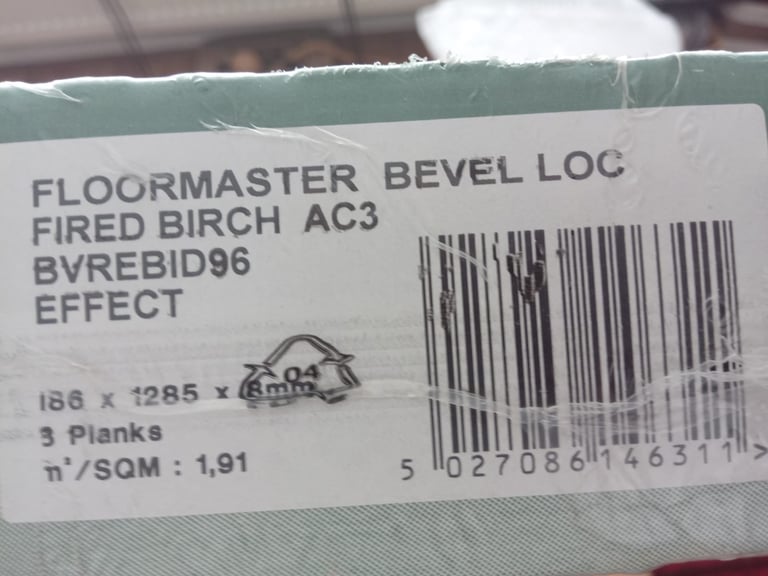 FLOORMASTER BEVEL LOC
FIRED BIRCH AC3
BVREBID96
EFFECT
186 x 1285 x 8mm
04
8 Planks
m²/SQM : 1,91
5 027086 146311 >